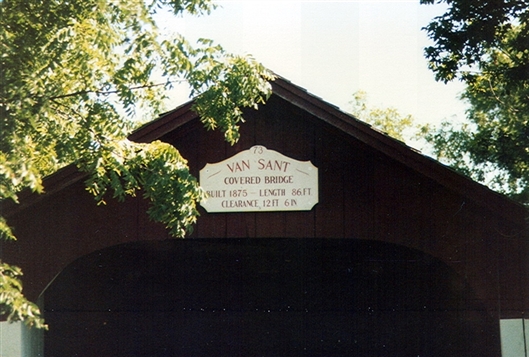 73
VAN SANT
COVERED BRIDGE
BUILT 1875 — LENGTH 86 FT.
CLEARANCE 12 FT 6 IN